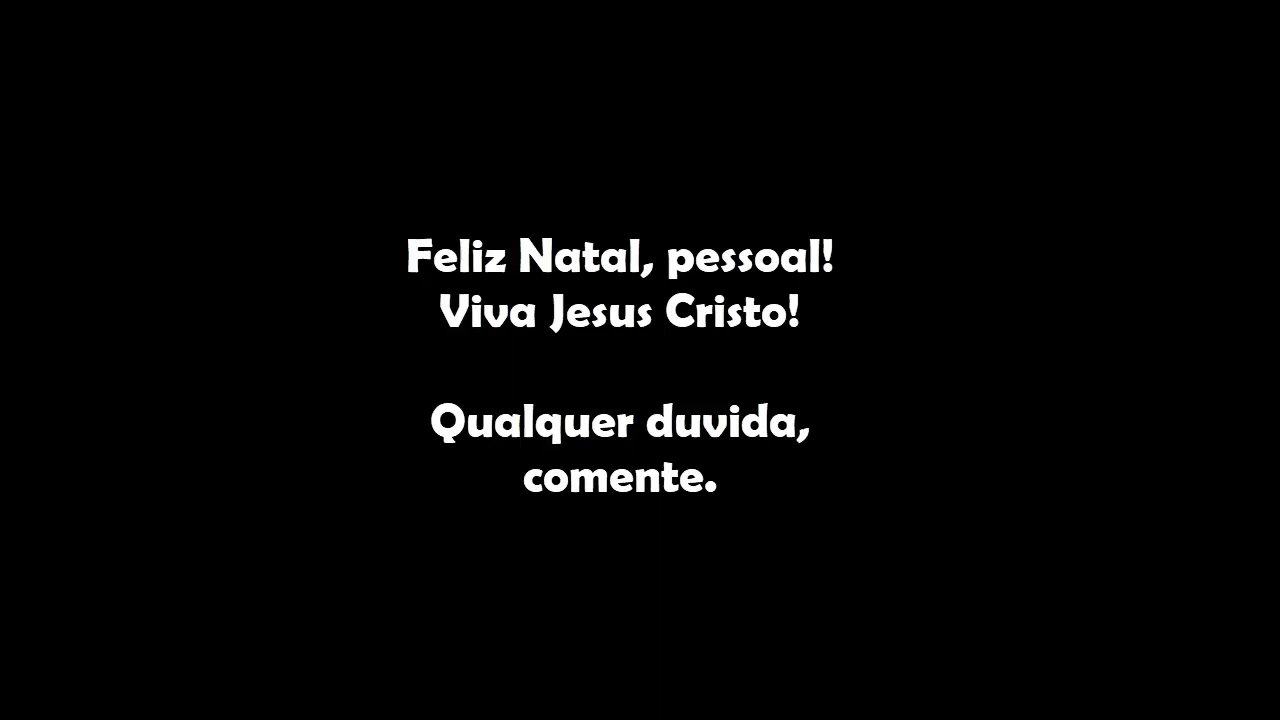 Feliz Natal, pessoal!
Viva Jesus Cristo!
Qualquer duvida,
comente.